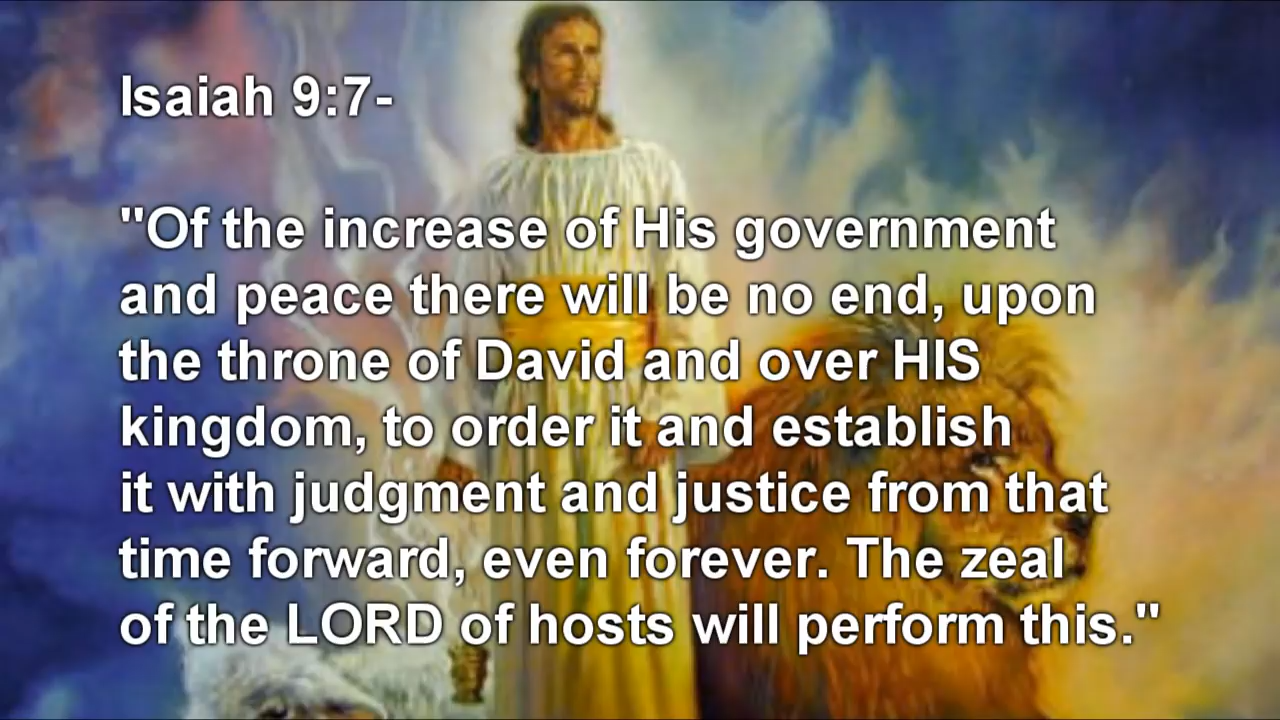 Isaiah 9:7-
"Of the increase of His government
and peace there will be no end, upon
the throne of David and over HIS
kingdom, to order it and establish
it with judgment and justice from that
time forward, even forever. The zeal
of the LORD of hosts will perform this."